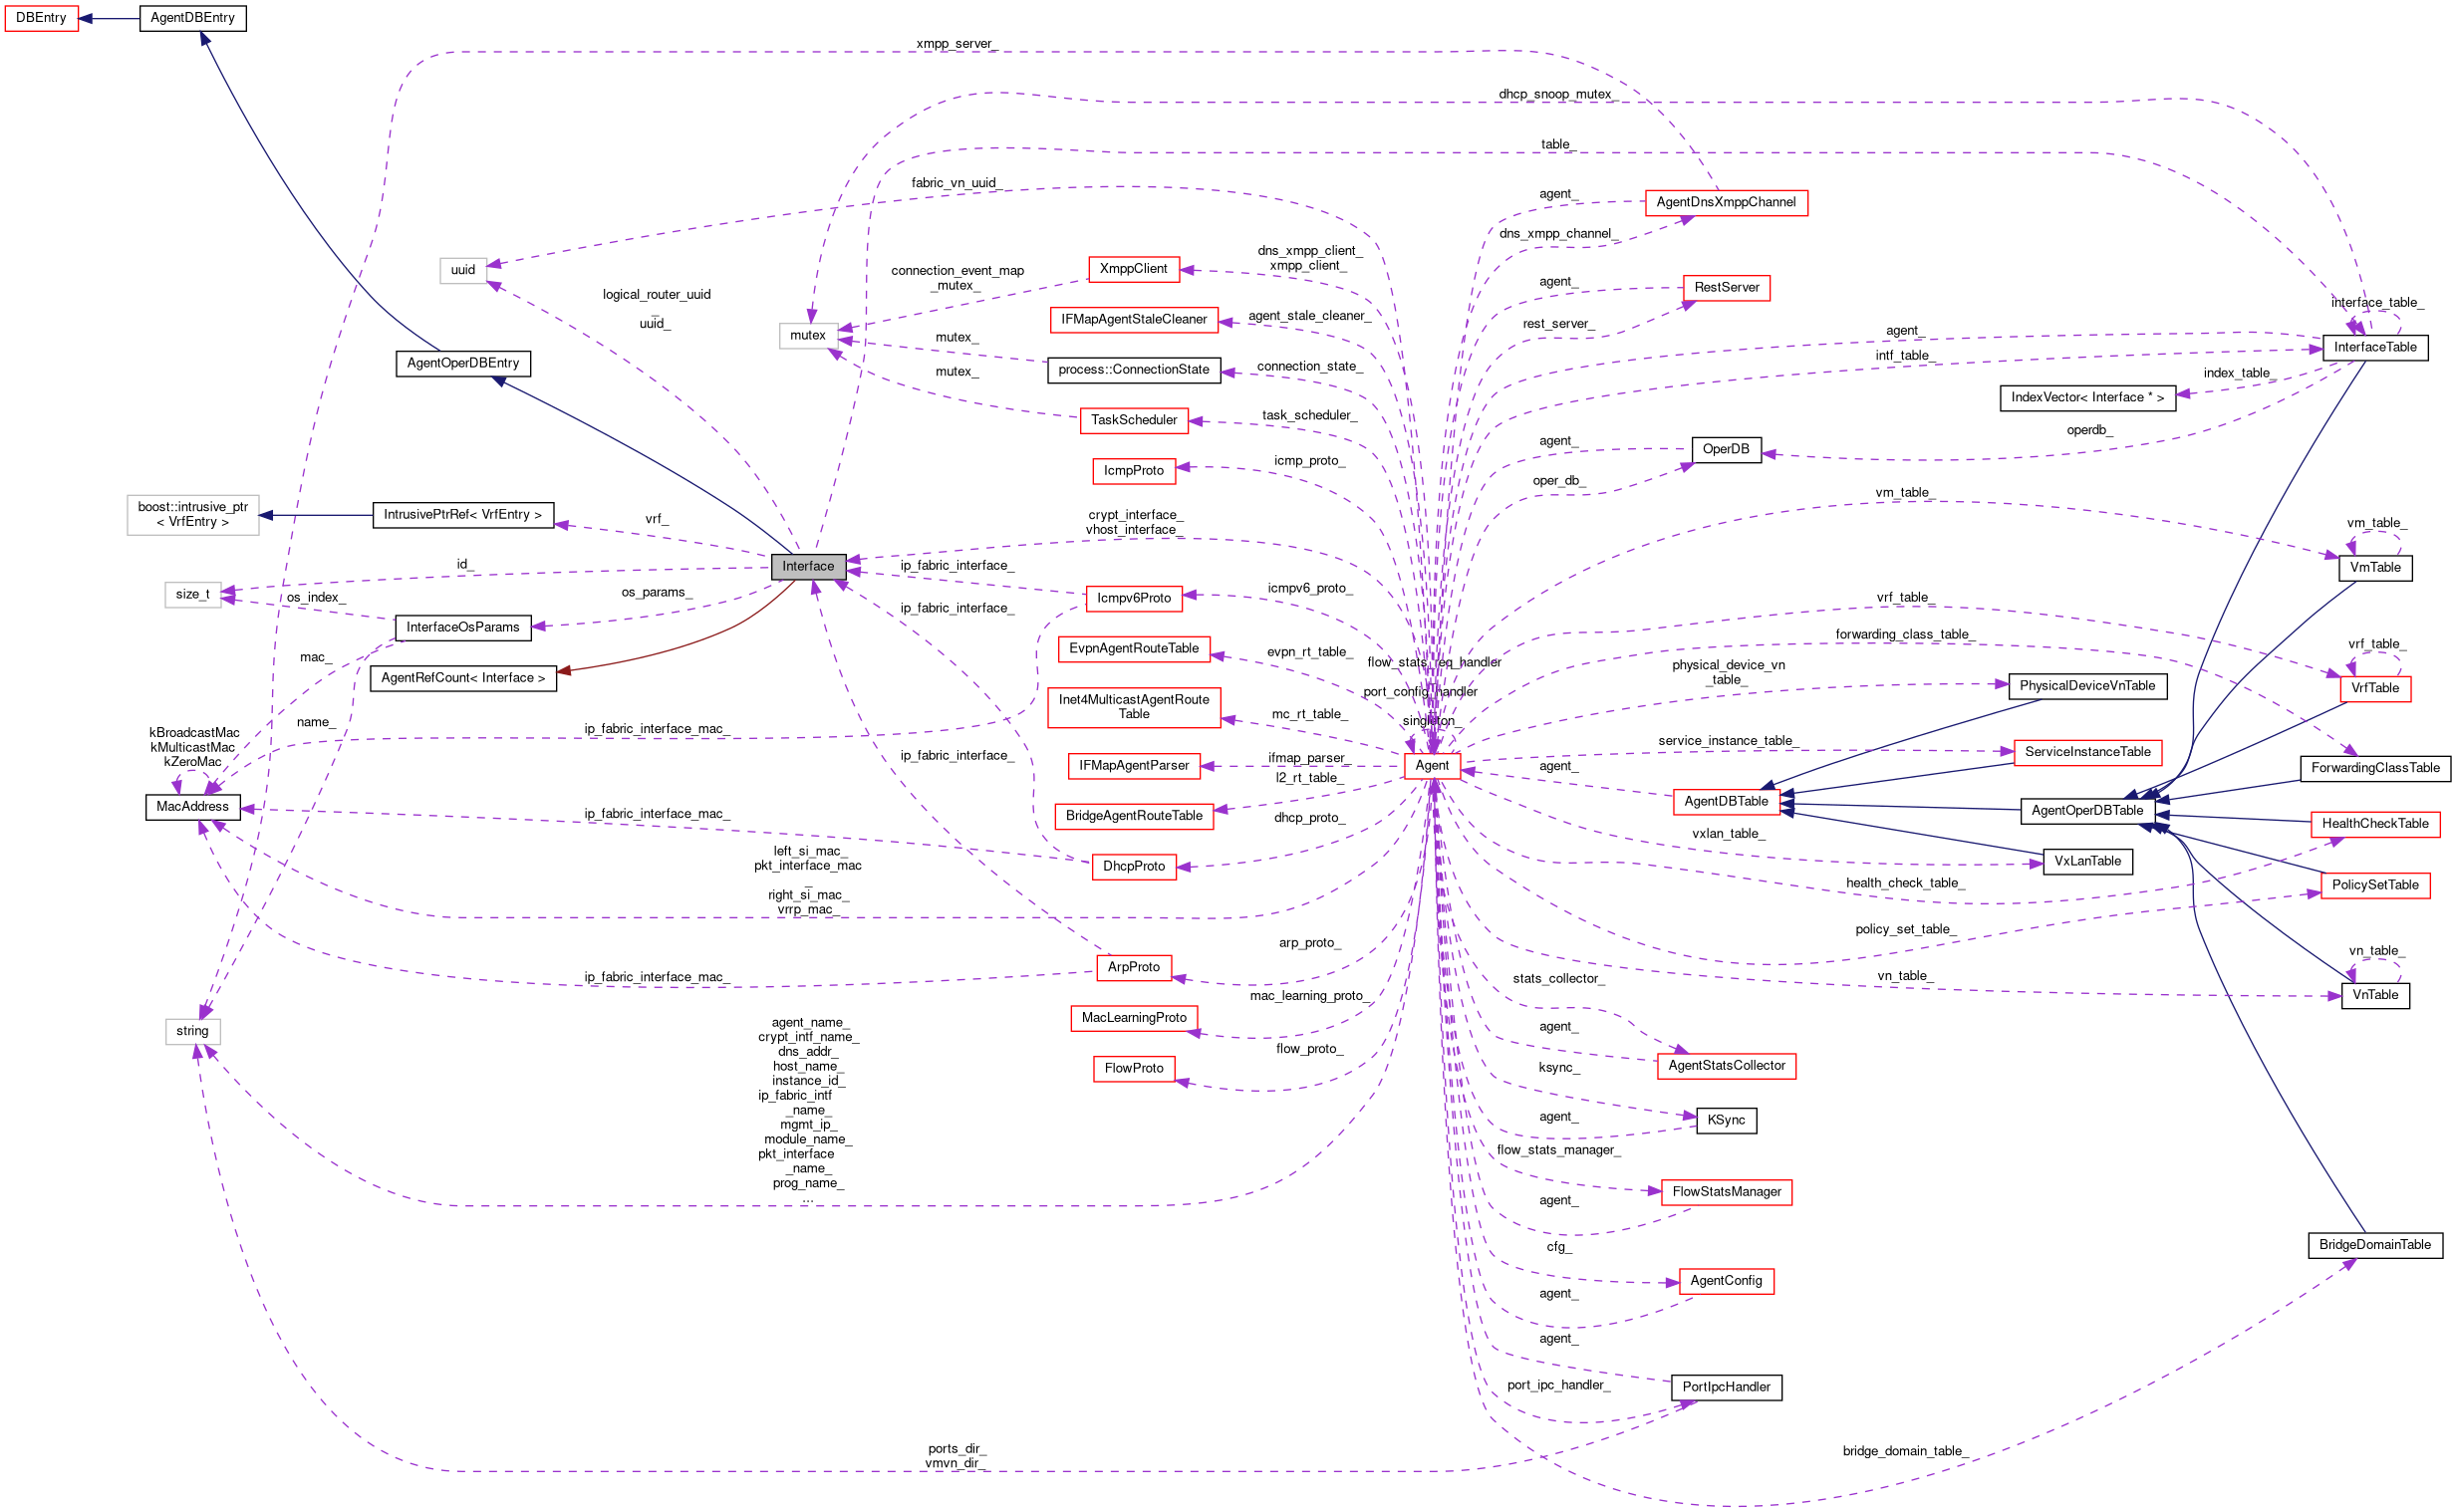 DBEntry
AgentDBEntry
xmpp_server_
dhcp_snoop_mutex_
table_
fabric_vn_uuid_
agent_
AgentDnsXmppChannel
dns_xmpp_channel_
uuid
dns_xmpp_client_
xmpp_client_
XmppClient
connection_event_map
_mutex_
agent_
RestServer
logical_router_uuid
_
uuid_
interface_table_
IFMapAgentStaleCleaner
agent_stale_cleaner_
rest_server_
mutex
mutex_
agent_
InterfaceTable
AgentOperDBEntry
intf_table_
process::ConnectionState
connection_state_
mutex_
index_table_
IndexVector< Interface * >
TaskScheduler
task_scheduler_
operdb_
agent_
OperDB
IcmpProto
icmp_proto_
oper_db_
vm_table_
boost::intrusive_ptr
< VrfEntry >
IntrusivePtrRef< VrfEntry >
vrf_
crypt_interface_
vhost_interface_
vm_table_
Interface
id_
ip_fabric_interface_
VmTable
size_t
os_index_
os_params_
icmpv6_proto_
Icmpv6Proto
vrf_table_
ip_fabric_interface_
InterfaceOsParams
forwarding_class_table_
vrf_table_
EvpnAgentRouteTable
evpn_rt_table_
mac_
flow_stats_req_handler
_
physical_device_vn
_table_
AgentRefCount< Interface >
PhysicalDeviceVnTable
VrfTable
port_config_handler
_
Inet4MulticastAgentRoute
Table
mc_rt_table_
name_
ip_fabric_interface_mac_
singleton_
kBroadcastMac
kMulticastMac
kZeroMac
ip_fabric_interface_
IFMapAgentParser
ifmap_parser_
Agent
service_instance_table_
ServiceInstanceTable
agent_
ForwardingClassTable
l2_rt_table_
MacAddress
AgentDBTable
AgentOperDBTable
ip_fabric_interface_mac_
BridgeAgentRouteTable
dhcp_proto_
HealthCheckTable
vxlan_table_
left_si_mac_
pkt_interface_mac
_
right_si_mac_
vrrp_mac_
DhcpProto
VxLanTable
health_check_table_
PolicySetTable
policy_set_table_
arp_proto_
vn_table_
ip_fabric_interface_mac_
ArpProto
stats_collector_
vn_table_
mac_learning_proto_
VnTable
MacLearningProto
string
agent_name_
crypt_intf_name_
dns_addr_
host_name_
instance_id_
ip_fabric_intf
_name_
mgmt_ip_
module_name_
pkt_interface
_name_
prog_name_
...
agent_
flow_proto_
FlowProto
AgentStatsCollector
ksync_
agent_
KSync
flow_stats_manager_
FlowStatsManager
agent_
cfg_
BridgeDomainTable
AgentConfig
agent_
agent_
port_ipc_handler_
PortIpcHandler
ports_dir_
vmvn_dir_
bridge_domain_table_